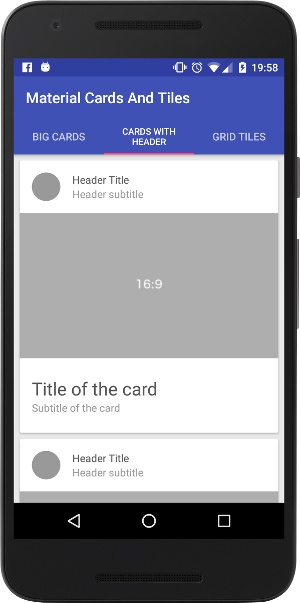 19:58
Material Cards And Tiles
BIG CARDS
CARDS WITH
HEADER
GRID TILES
Header Title
Header subtitle
16:9
Title of the card
Subtitle of the card
Header Title
Header subtitle